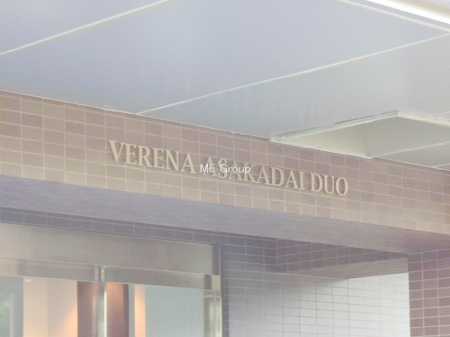 VERENA ASAKADAI DUO
ME Group